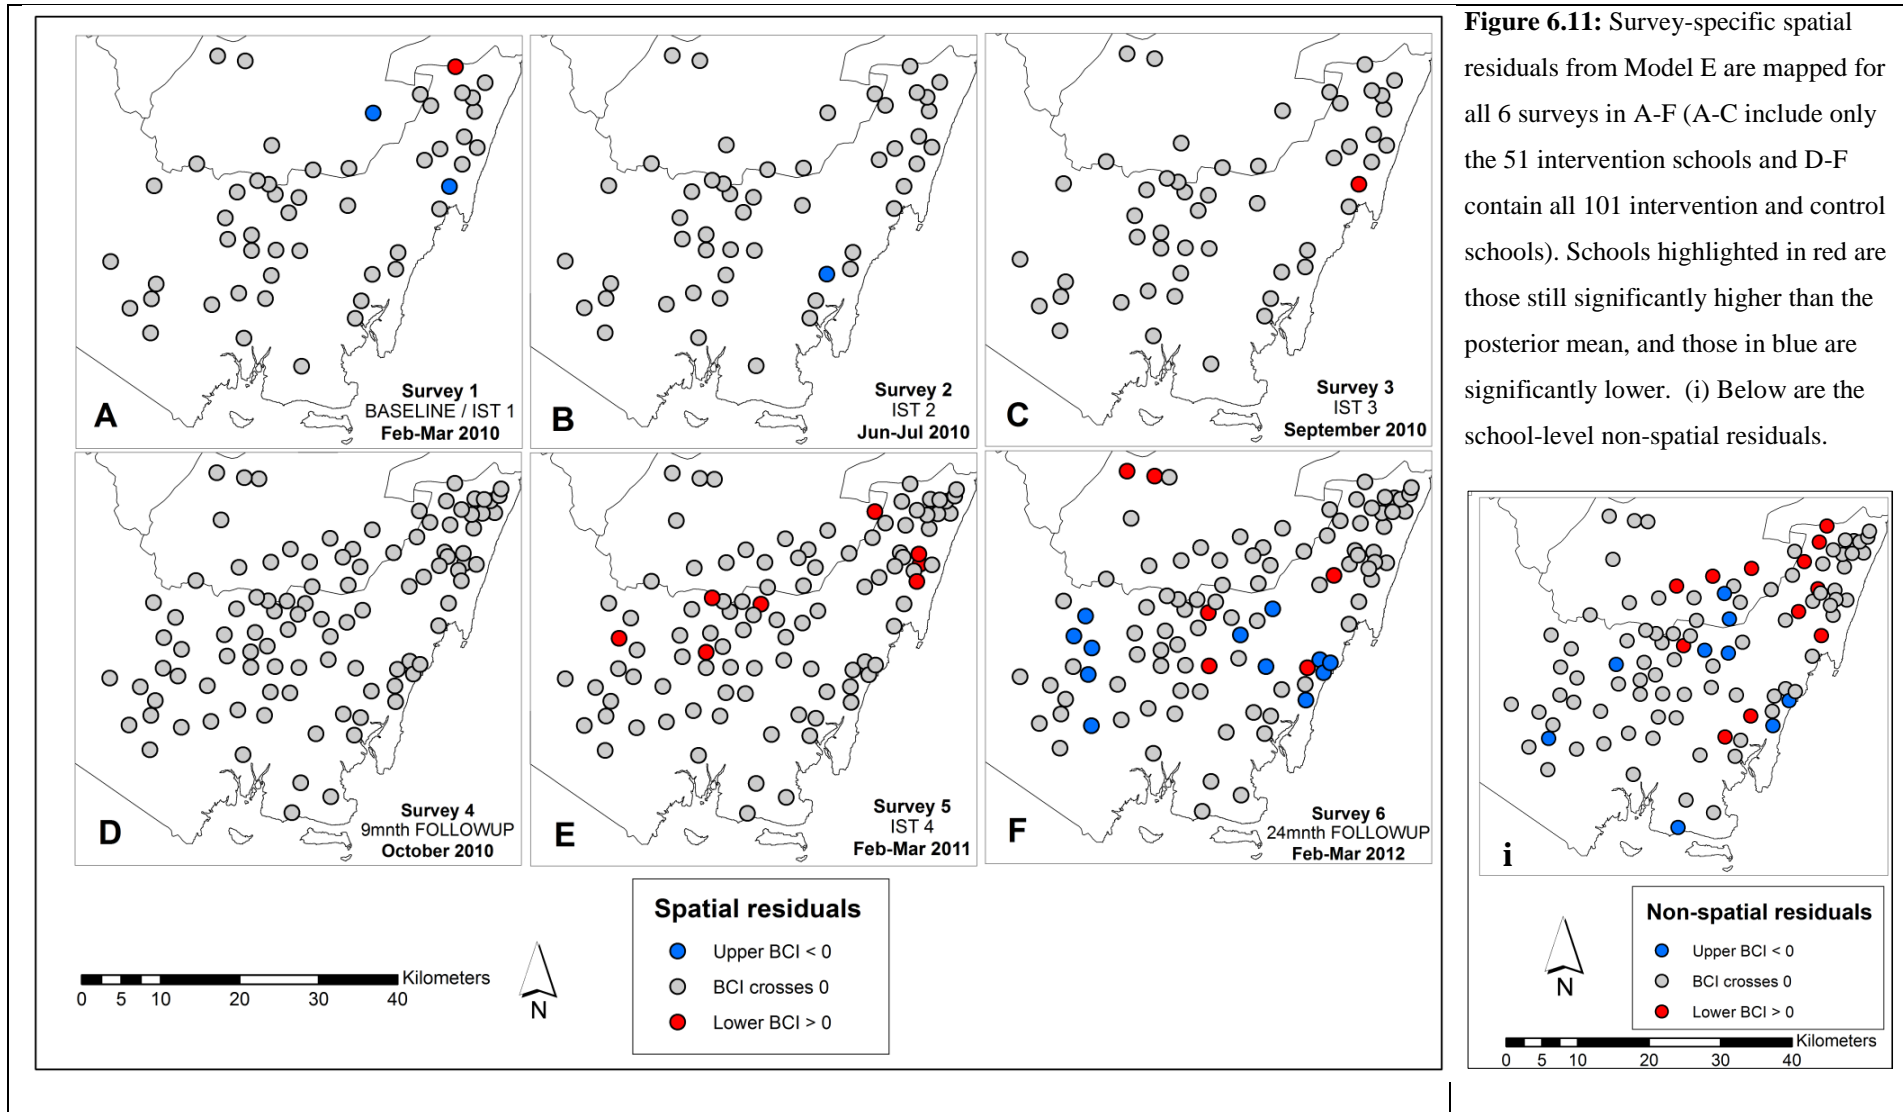 Figure 6.11: Survey-specific spatial
residuals from Model E are mapped for
all 6 surveys in A-F (A-C include only
the 51 intervention schools and D-F
contain all 101 intervention and control
schools). Schools highlighted in red are
those still significantly higher than the
posterior mean, and those in blue are
significantly lower.  (i) Below are the
school-level non-spatial residuals.
A
Survey 1
BASELINE / IST 1
Feb-Mar 2010
B
Survey 2
IST 2
Jun-Jul 2010
C
Survey 3
IST 3
September 2010
D
Survey 4
9mnth FOLLOWUP
October 2010
E
Survey 5
IST 4
Feb-Mar 2011
F
Survey 6
24mnth FOLLOWUP
Feb-Mar 2012
Spatial residuals
Upper BCI < 0
BCI crosses 0
Lower BCI > 0
Kilometers
0 5 10 20 30 40
N
i
Non-spatial residuals
Upper BCI < 0
BCI crosses 0
Lower BCI > 0
N
Kilometers
0 5 10 20 30 40